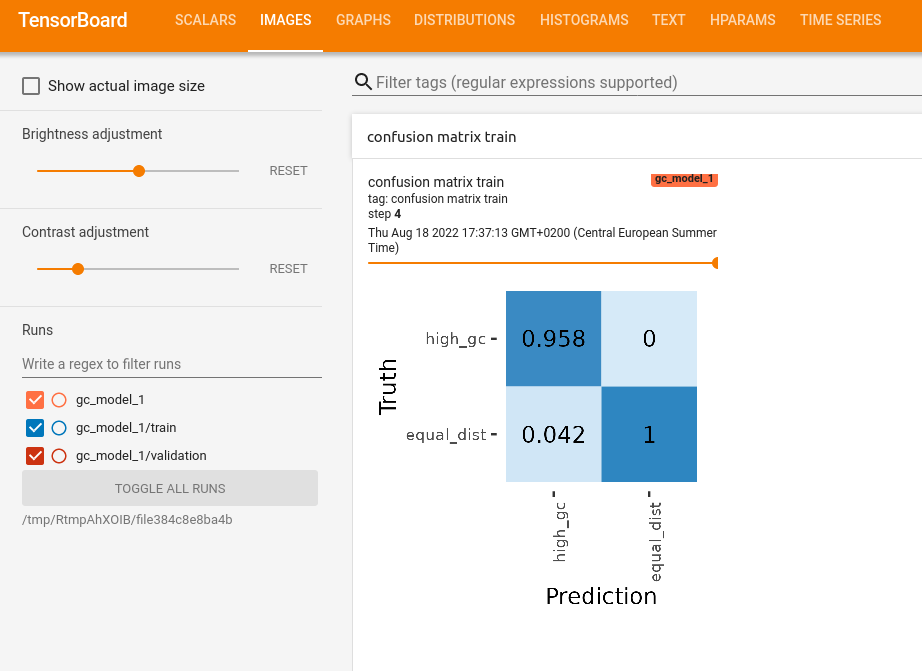 TensorBoard
SCALARS IMAGES GRAPHS DISTRIBUTIONS HISTOGRAMS TEXT HPARAMS TIME SERIES
Show actual image size
Brightness adjustment
RESET
Contrast adjustment
RESET
Runs
Write a regex to filter runs
gc_model_1
gc_model_1/train
gc_model_1/validation
TOGGLE ALL RUNS
/tmp/RtmpAhXOIB/file384c8e8ba4b
Filter tags (regular expressions supported)
confusion matrix train
confusion matrix train
gc_model_1
tag: confusion matrix train
step 4
Thu Aug 18 2022 17:37:13 GMT+0200 (Central European Summer
Time)
Truth
high_gc
0.958 0
equal_dist
0.042 1
high_gc
equal_dist
Prediction